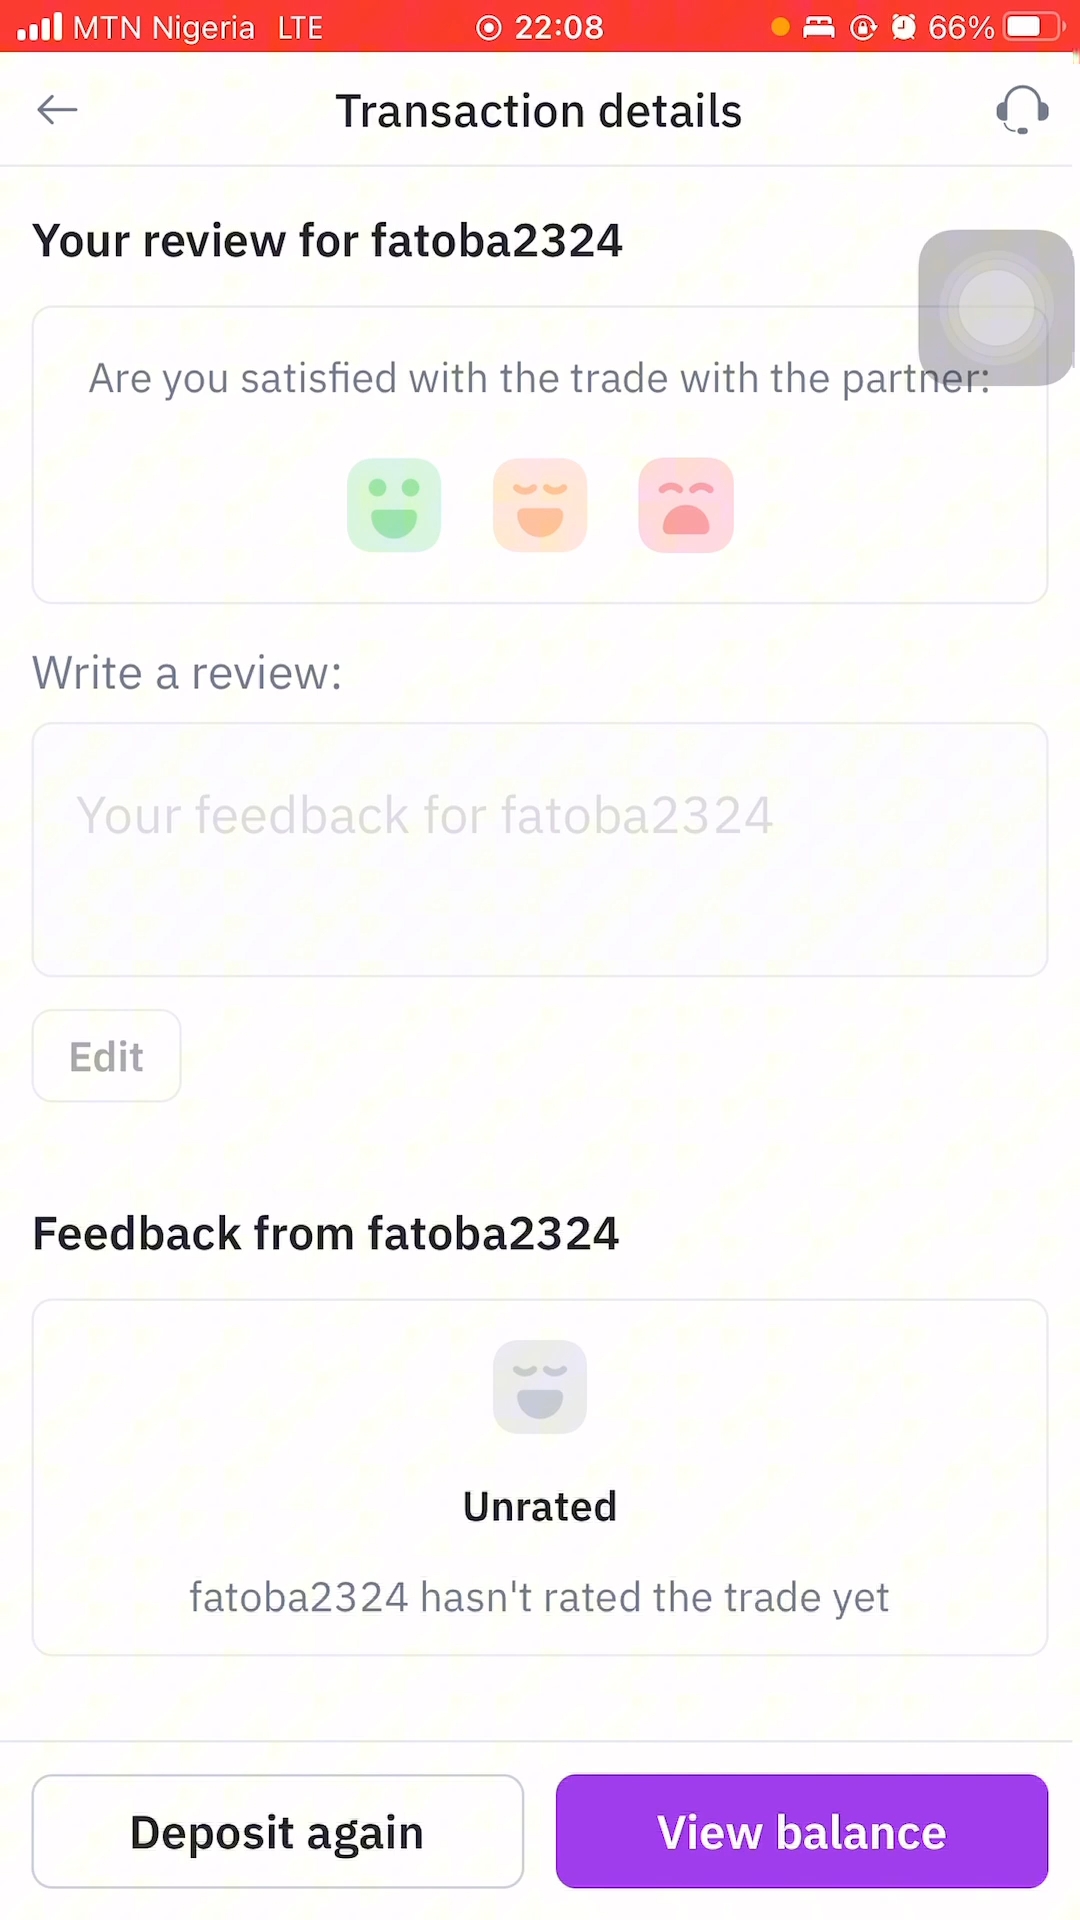 MTN Nigeria LTE 22:08 66%
Transaction details
Your review for fatoba2324
Are you satisfied with the trade with the partner:
Write a review:
Your feedback for fatoba2324
Edit
Feedback from fatoba2324
Unrated
fatoba2324 hasn't rated the trade yet
Deposit again View balance